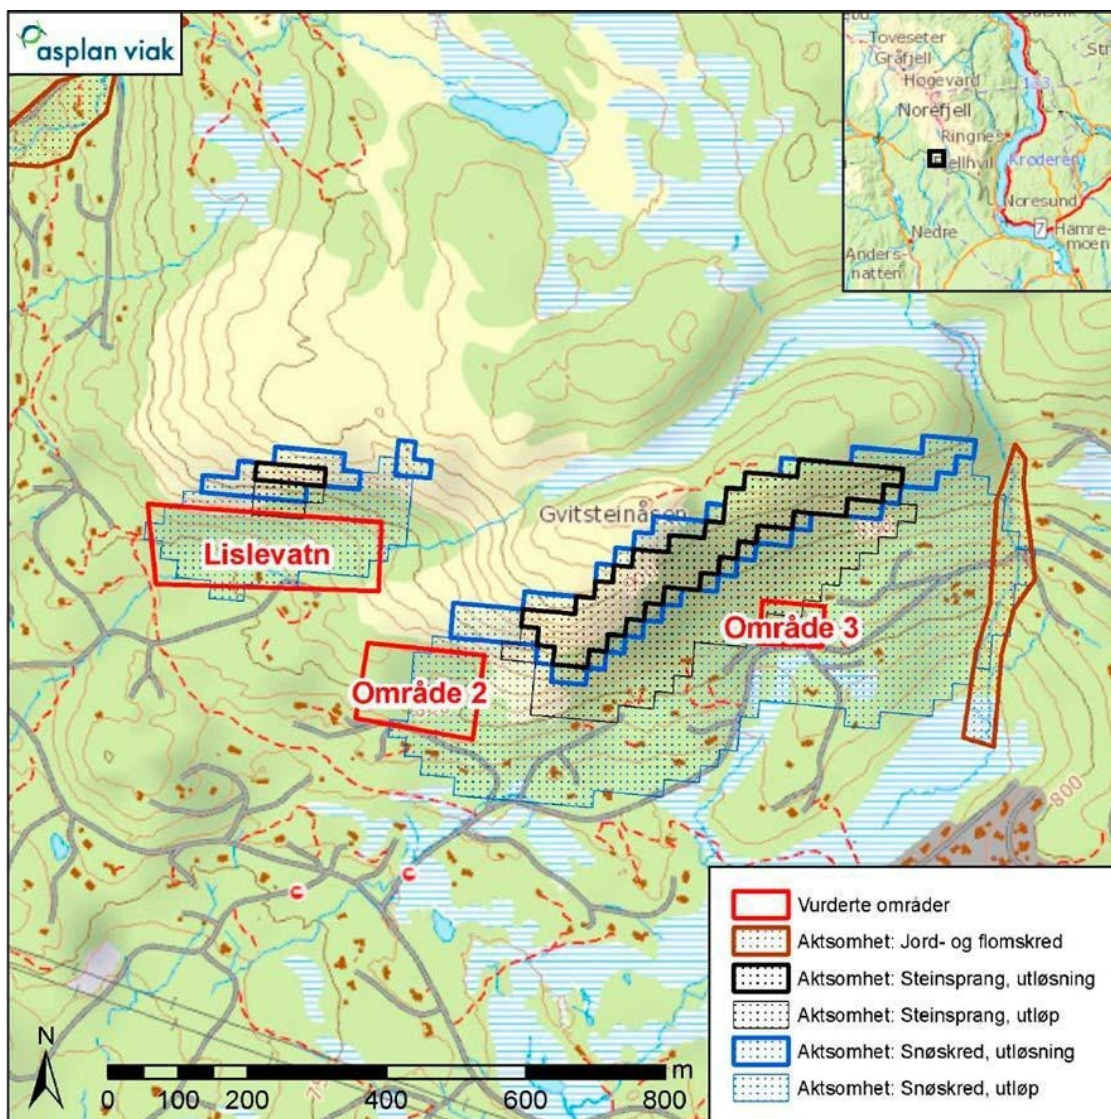 asplan viak
Toveseter
Gråfjell
Høgevard
Norefjell
Ringnes
Krøderen
Noresund
7
Nedre
Hamre-
moen
Anders-
natten
Gvitsteinåsen
Lislevatn
Område 3
Område 2
800
Vurderte områder
Aktsomhet: Jord- og flomskred
Aktsomhet: Steinsprang, utløsning
Aktsomhet: Steinsprang, utløp
Aktsomhet: Snøskred, utløsning
Aktsomhet: Snøskred, utløp
N
m
0 100 200 400 600 800